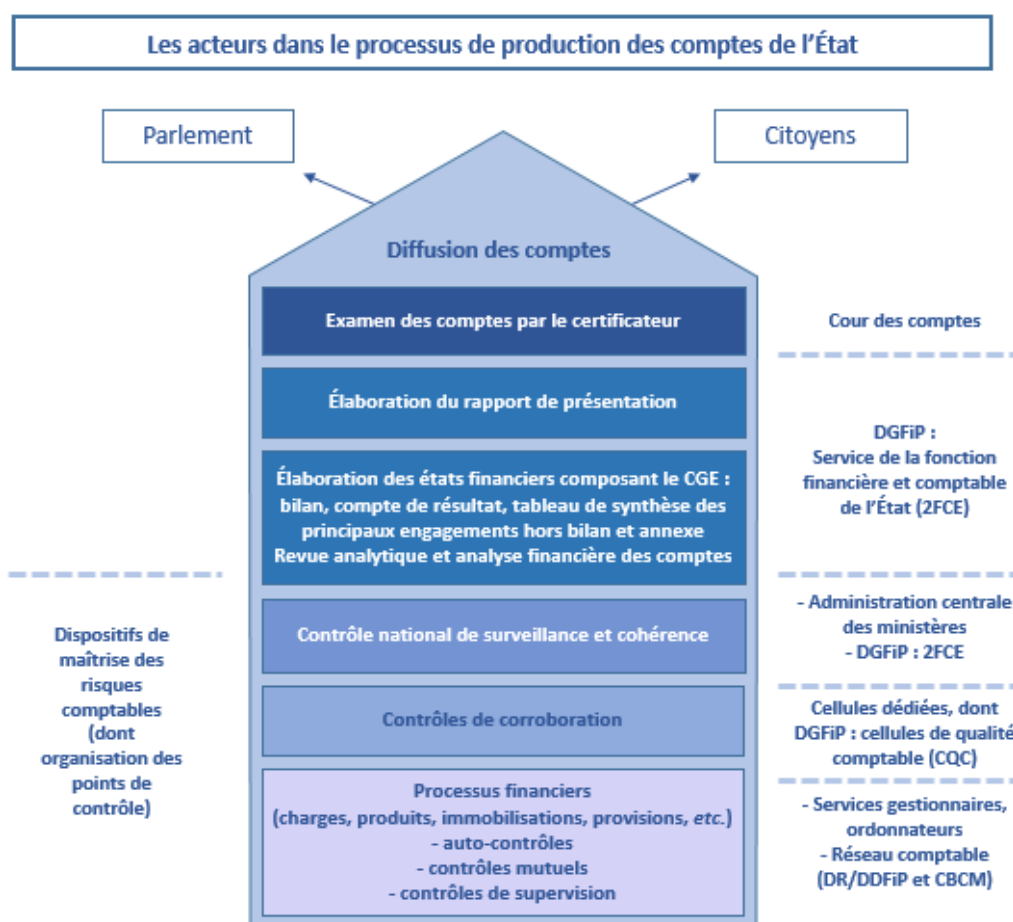 Les acteurs dans le processus de production des comptes de l'État
Parlement
Citoyens
Diffusion des comptes
Examen des comptes par le certificateur
Cour des comptes
Élaboration du rapport de présentation
Élaboration des états financiers composant le CGE :
bilan, compte de résultat, tableau de synthèse des
principaux engagements hors bilan et annexe
Revue analytique et analyse financière des comptes
DGFiP :
Service de la fonction
financière et comptable
de l'État (2FCE)
Dispositifs de
maîtrise des
risques
comptables
(dont
organisation des
points de
contrôle)
Contrôle national de surveillance et cohérence
- Administration centrale
des ministères
- DGFiP : 2FCE
Contrôles de corroboration
Cellules dédiées, dont
DGFiP : cellules de qualité
comptable (CQC)
Processus financiers
(charges, produits, immobilisations, provisions, etc.)
- auto-contrôles
- contrôles mutuels
- contrôles de supervision
- Services gestionnaires,
ordonnateurs
- Réseau comptable
(DR/DDFiP et CBCM)